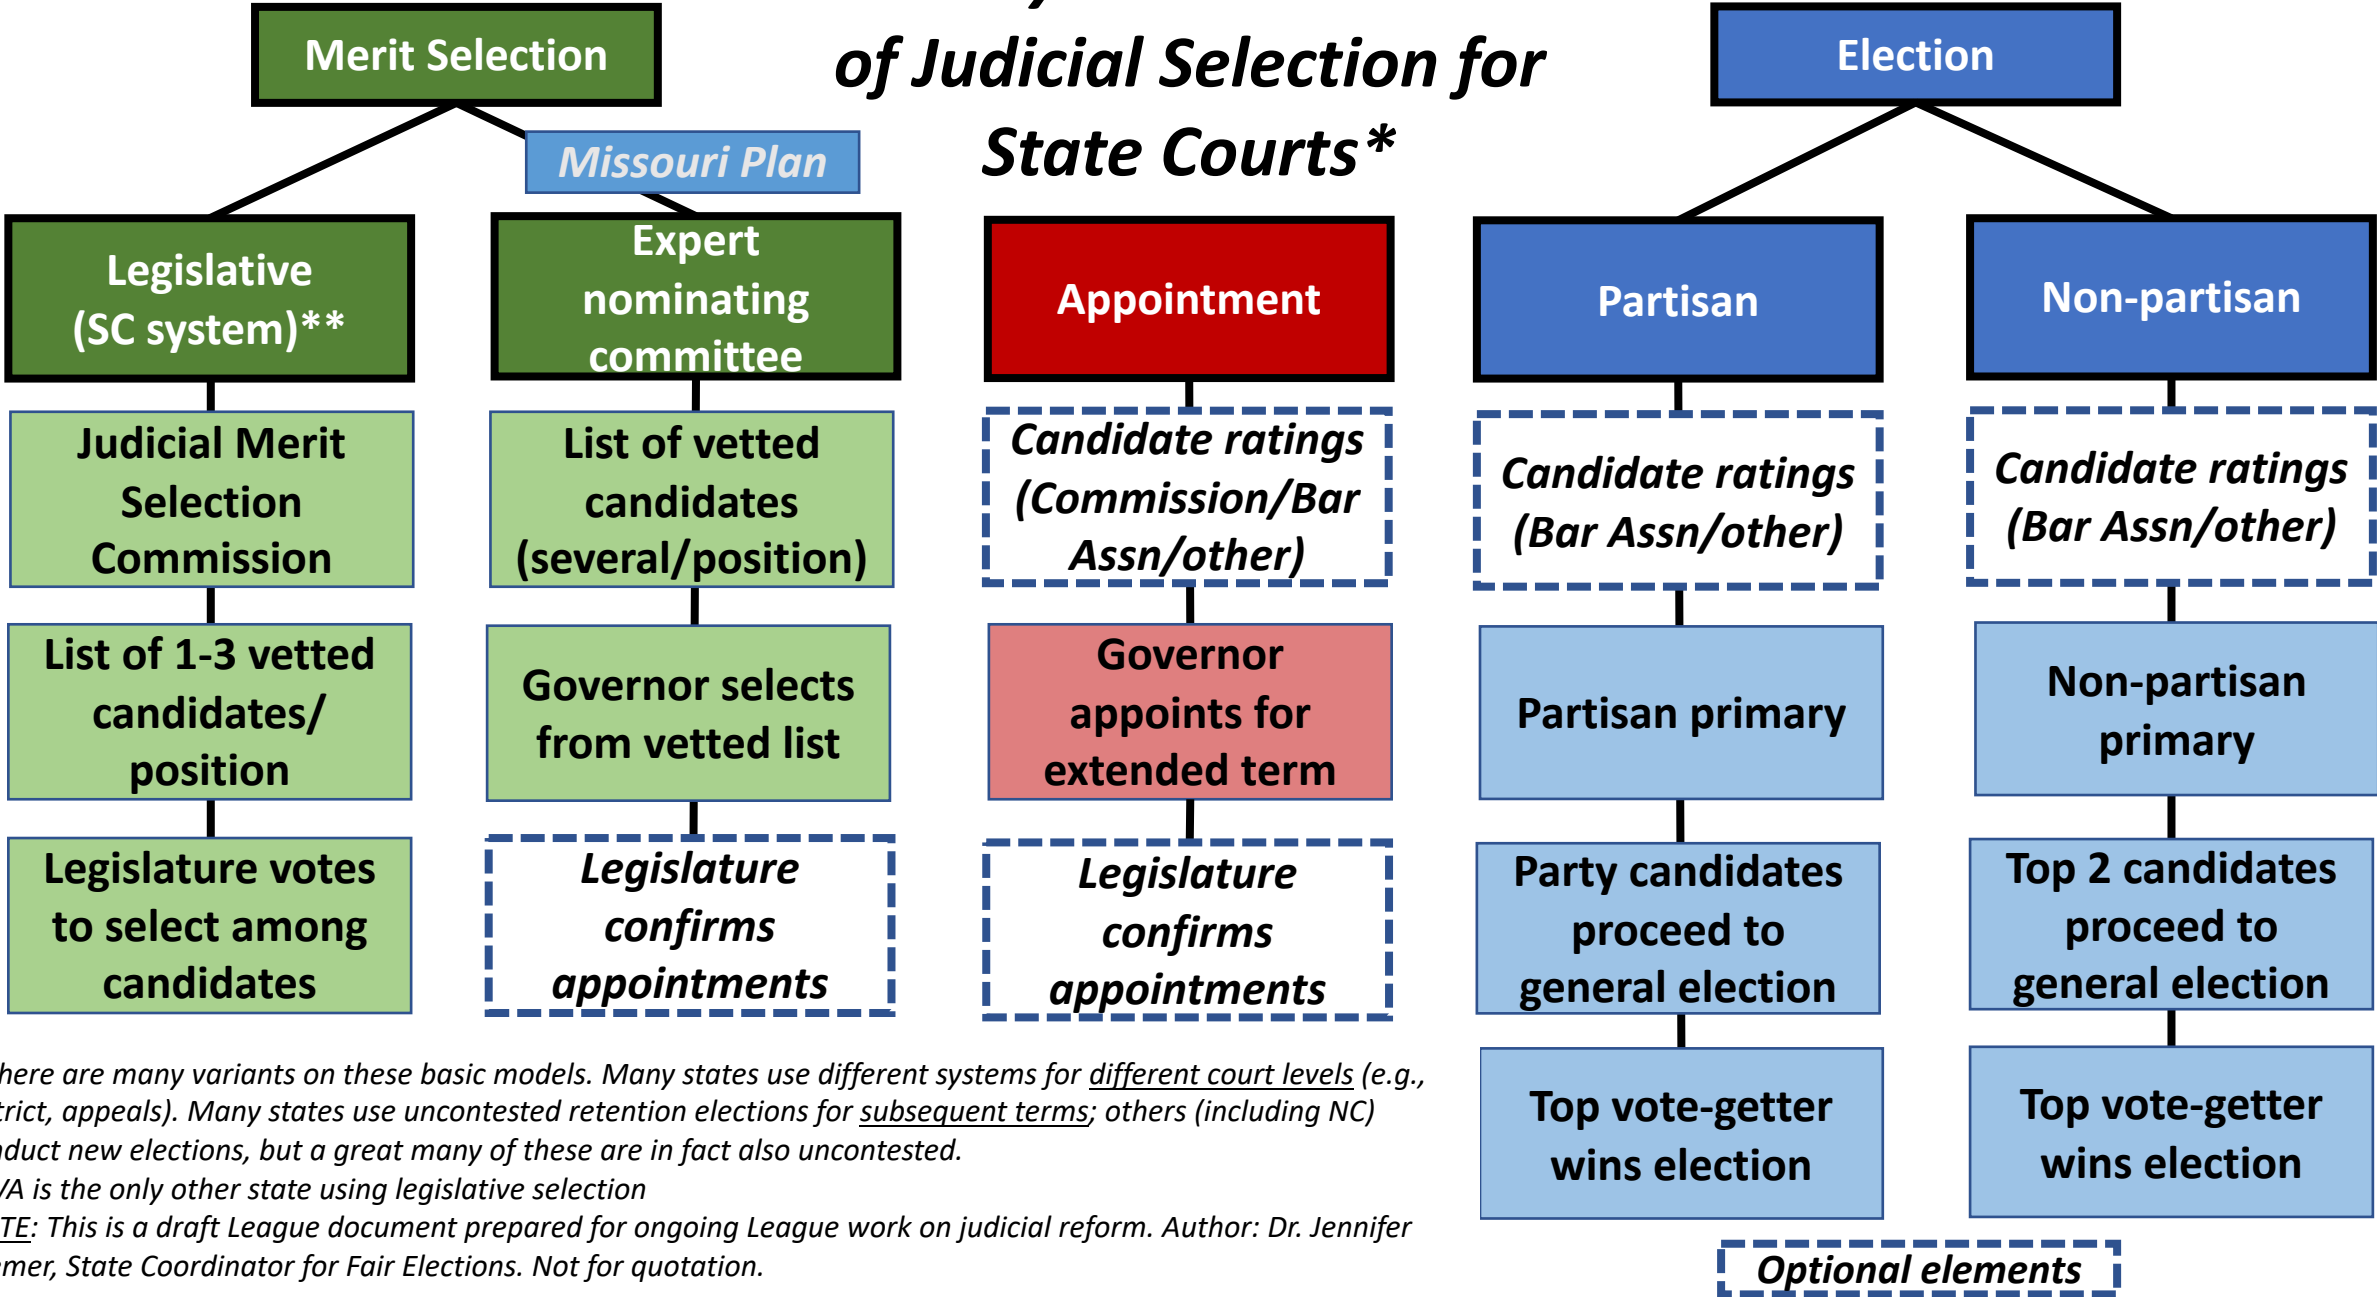 of Judicial Selection for
State Courts*
Merit Selection
Missouri Plan
Election
Legislative
(SC system)**
Expert
nominating
committee
Appointment
Partisan
Non-partisan
Judicial Merit
Selection
Commission
List of vetted
candidates
(several/position)
Candidate ratings
(Commission/Bar
Assn/other)
Candidate ratings
(Bar Assn/other)
Candidate ratings
(Bar Assn/other)
List of 1-3 vetted
candidates/
position
Governor selects
from vetted list
Governor
appoints for
extended term
Partisan primary
Non-partisan
primary
Legislature votes
to select among
candidates
Legislature
confirms
appointments
Legislature
confirms
appointments
Party candidates
proceed to
general election
Top 2 candidates
proceed to
general election
Top vote-getter
wins election
Top vote-getter
wins election
here are many variants on these basic models. Many states use different systems for different court levels (e.g.,
trict, appeals). Many states use uncontested retention elections for subsequent terms; others (including NC)
nduct new elections, but a great many of these are in fact also uncontested.
VA is the only other state using legislative selection
TE: This is a draft League document prepared for ongoing League work on judicial reform. Author: Dr. Jennifer
emer, State Coordinator for Fair Elections. Not for quotation.
Optional elements